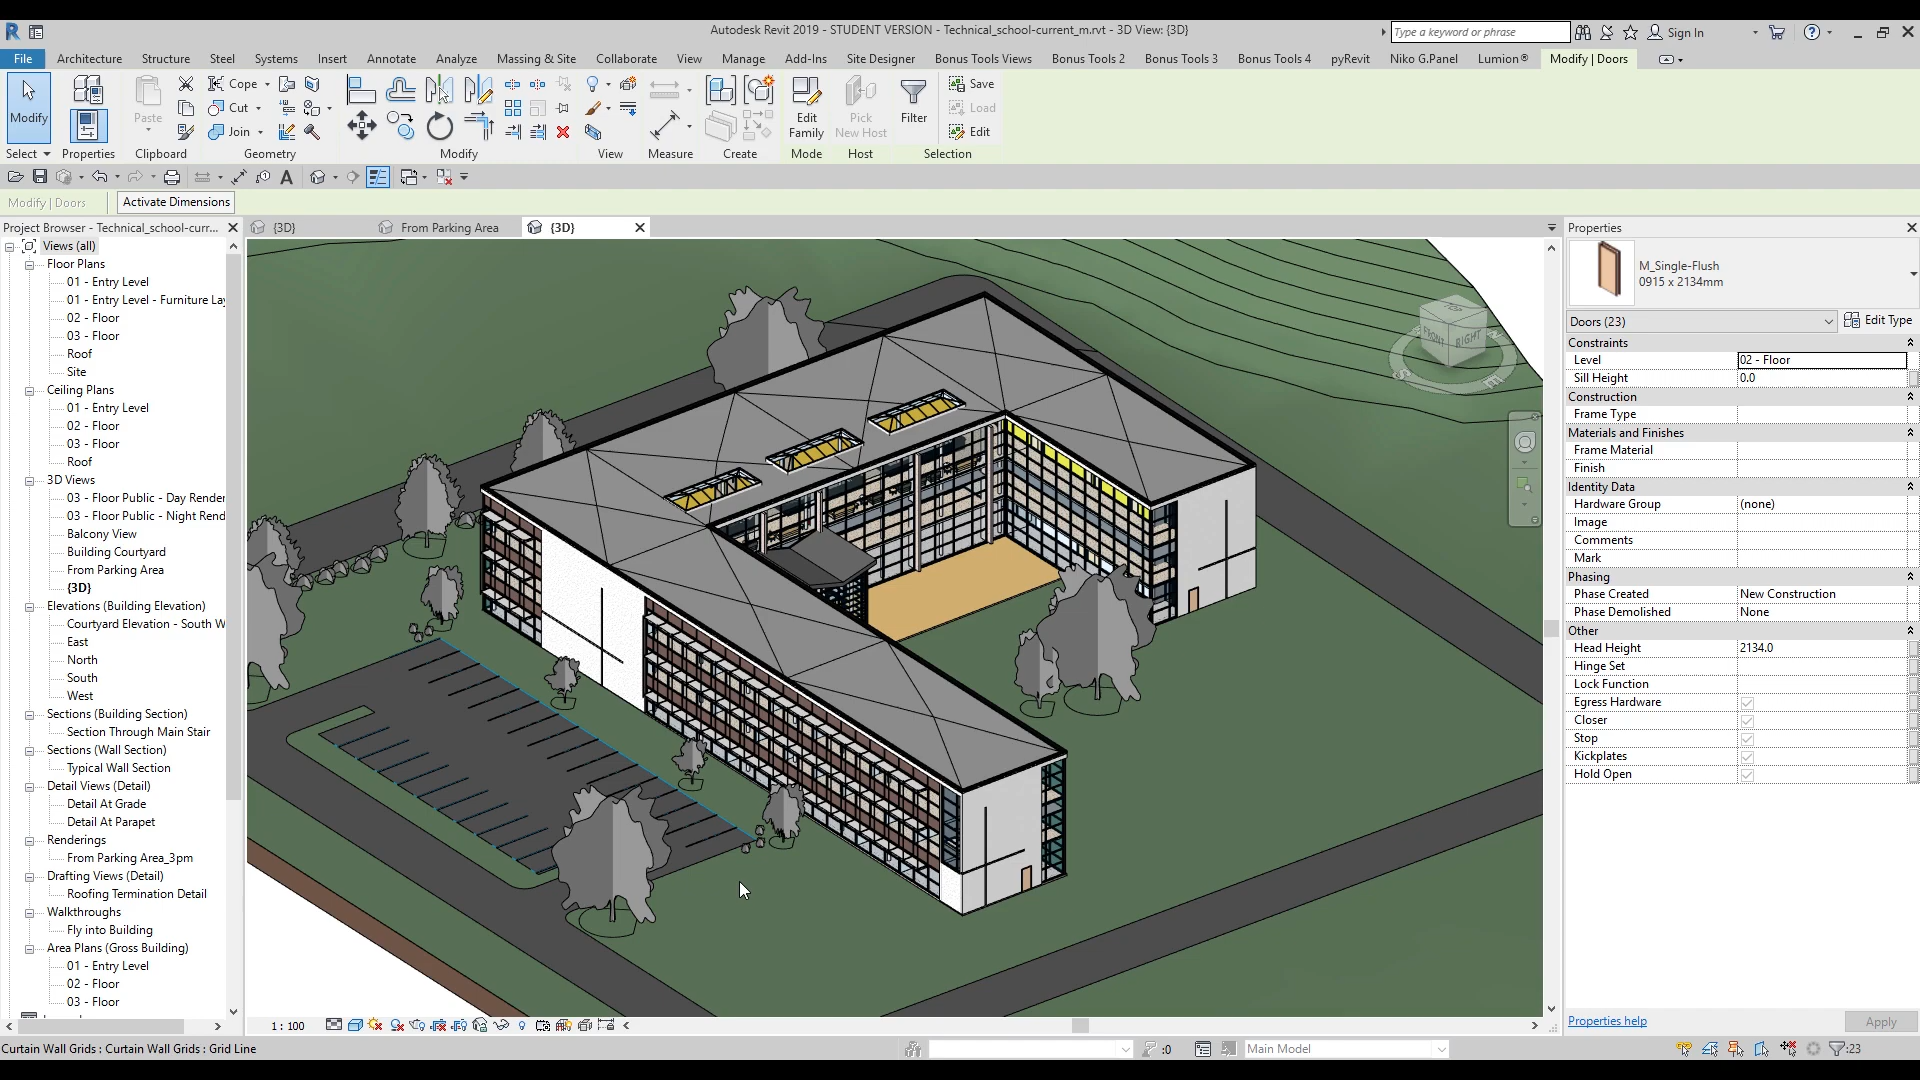 Autodesk Revit 2019 - STUDENT VERSION - Technical_school-current_m.rvt - 3D View: {3D}
Type a keyword or phrase
Sign In
File Architecture Structure Steel Systems Insert Annotate Analyze Massing & Site Collaborate View Manage Add-Ins Site Designer Bonus Tools Views Bonus Tools 2 Bonus Tools 3 Bonus Tools 4 pyRevit Niko G.Panel Lumion® Modify | Doors
Cope
Cut
Join
Modify
Paste
Edit Family
Pick New Host
Filter
Save
Load
Edit
Select Properties Clipboard Geometry Modify View Measure Create Mode Host Selection
A
Modify | Doors
Activate Dimensions
Project Browser - Technical_school-curr...
{3D}
From Parking Area
{3D}
Properties
Views (all)
Floor Plans
01 - Entry Level
01 - Entry Level - Furniture Lay
02 - Floor
03 - Floor
Roof
Site
Ceiling Plans
01 - Entry Level
02 - Floor
03 - Floor
Roof
3D Views
03 - Floor Public - Day Render
03 - Floor Public - Night Rend
Balcony View
Building Courtyard
From Parking Area
{3D}
Elevations (Building Elevation)
Courtyard Elevation - South W
East
North
South
West
Sections (Building Section)
Section Through Main Stair
Sections (Wall Section)
Typical Wall Section
Detail Views (Detail)
Detail At Grade
Detail At Parapet
Renderings
From Parking Area_3pm
Drafting Views (Detail)
Roofing Termination Detail
Walkthroughs
Fly into Building
Area Plans (Gross Building)
01 - Entry Level
02 - Floor
03 - Floor
FRONT
RIGHT
S
E
M_Single-Flush
0915 x 2134mm
Doors (23)
Edit Type
Constraints
Level 02 - Floor
Sill Height 0.0
Construction
Frame Type
Materials and Finishes
Frame Material
Finish
Identity Data
Hardware Group (none)
Image
Comments
Mark
Phasing
Phase Created New Construction
Phase Demolished None
Other
Head Height 2134.0
Hinge Set
Lock Function
Egress Hardware
Closer
Stop
Kickplates
Hold Open
Properties help
Apply
1 : 100
Curtain Wall Grids : Curtain Wall Grids : Grid Line
:0
Main Model
:23